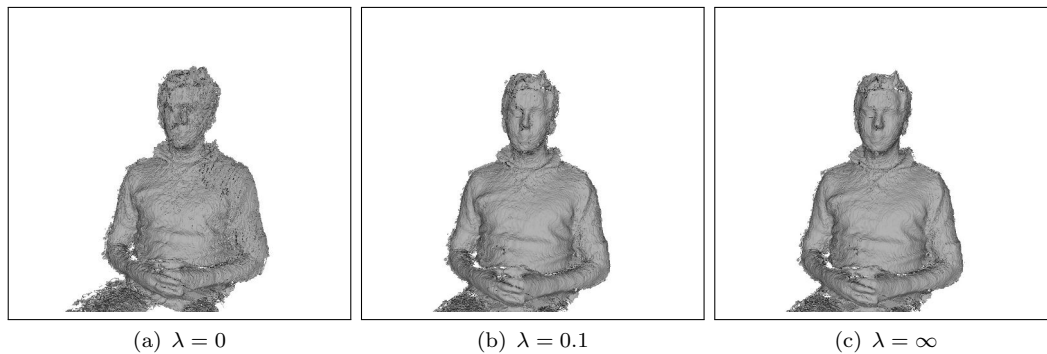 (a) λ = 0
(b) λ = 0.1
(c) λ = ∞